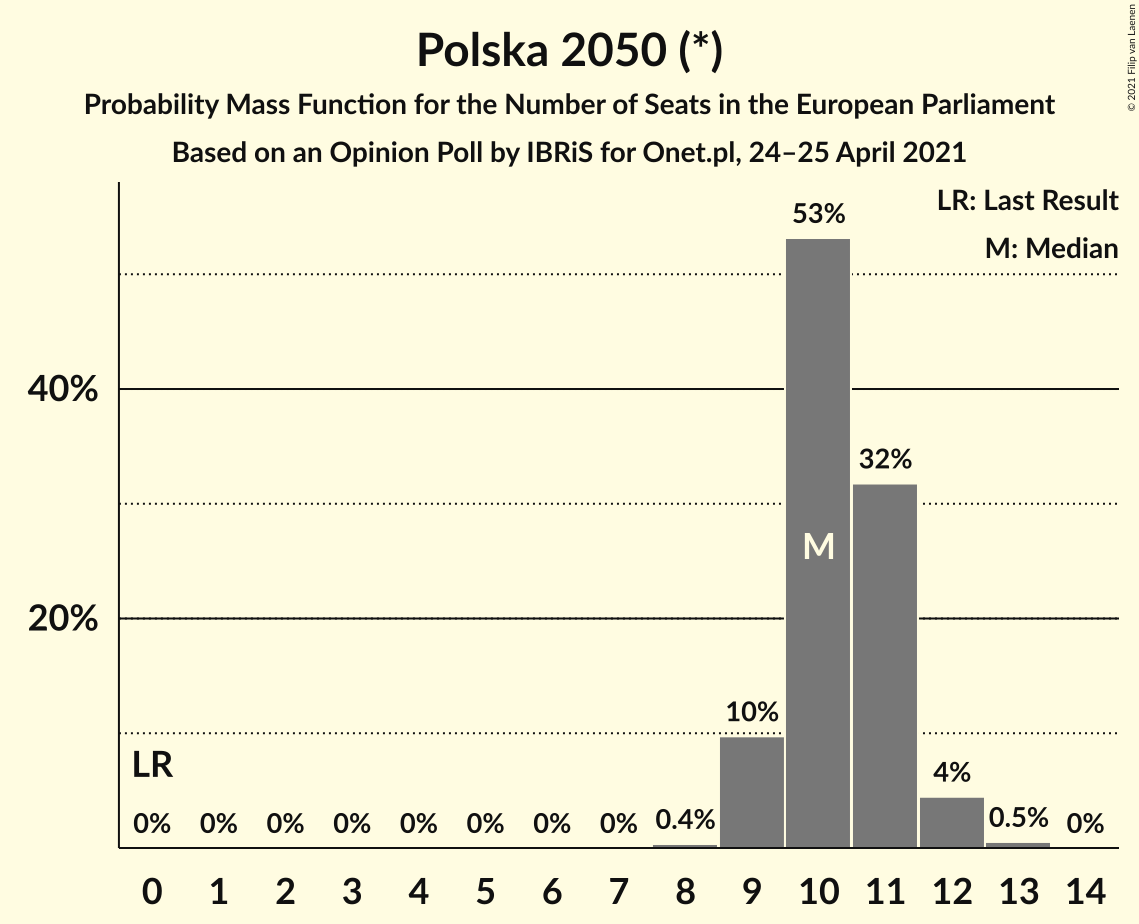 Polska 2050 (*)
Probability Mass Function for the Number of Seats in the European Parliament
Based on an Opinion Poll by IBRiS for Onet.pl, 24–25 April 2021
© 2021 Filip van Laenen
LR: Last Result
M: Median
53%
40%
32%
M
20%
10%
LR
4%
0% 0% 0% 0% 0% 0% 0% 0% 0.4% 0.5% 0%
0 1 2 3 4 5 6 7 8 9 10 11 12 13 14